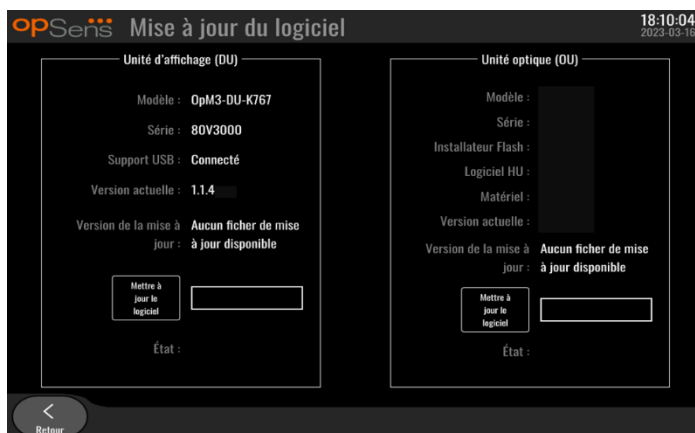 opSens Mise à jour du logiciel
18:10:04
2023-03-16
Unité d'affichage (DU)
Modèle : OpM3-DU-K767
Série : 80V3000
Support USB : Connecté
Version actuelle : 1.1.4
Version de la mise à jour : Aucun ficher de mise
à jour disponible
Mettre à
jour le
logiciel
État :
Unité optique (OU)
Modèle :
Série :
Installateur Flash :
Logiciel HU :
Matériel :
Version actuelle :
Version de la mise à jour : Aucun ficher de mise
à jour disponible
Mettre à
jour le
logiciel
État :
Retour